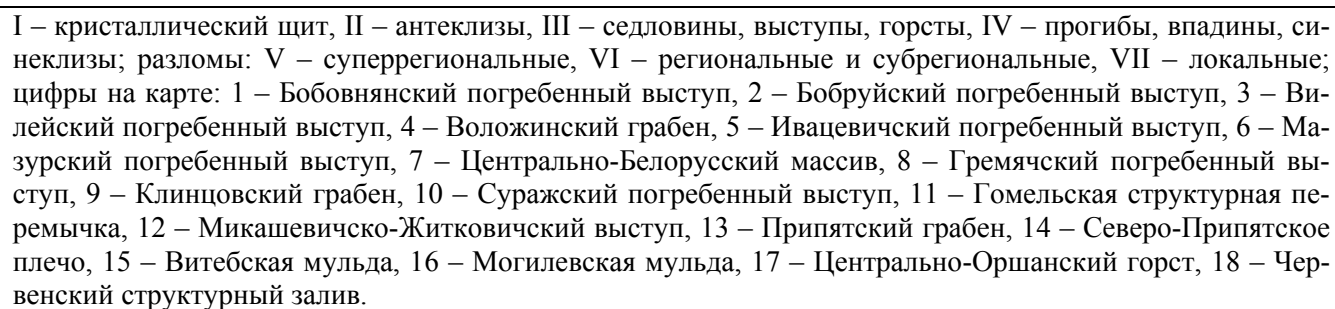 I – кристаллический щит, II – антеклизы, III – седловины, выступы, горсты, IV – прогибы, впадины, си-
неклизы; разломы: V – суперрегиональные, VI – региональные и субрегиональные, VII – локальные;
цифры на карте: 1 – Бобовнянский погребенный выступ, 2 – Бобруйский погребенный выступ, 3 – Ви-
лейский погребенный выступ, 4 – Воложинский грабен, 5 – Ивацевичский погребенный выступ, 6 – Ма-
зурский погребенный выступ, 7 – Центрально-Белорусский массив, 8 – Гремячский погребенный вы-
ступ, 9 – Клинцовский грабен, 10 – Суражский погребенный выступ, 11 – Гомельская структурная пе-
ремычка, 12 – Микашевичско-Житковичский выступ, 13 – Припятский грабен, 14 – Северо-Припятское
плечо, 15 – Витебская мульда, 16 – Могилевская мульда, 17 – Центрально-Оршанский горст, 18 – Чер-
венский структурный залив.